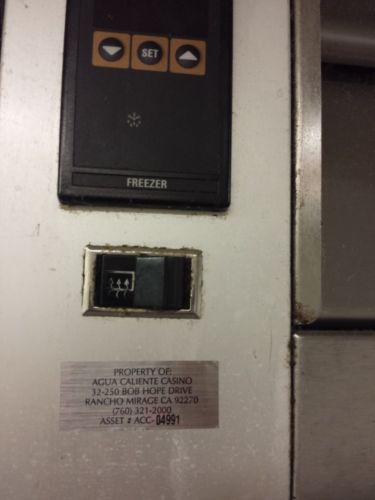 SET
FREEZER
PROPERTY OF:
AGUA CALIENTE CASINO
32-250 BOB HOPE DRIVE
RANCHO MIRAGE CA 92270
(760) 321-2000
ASSET # ACC-04991